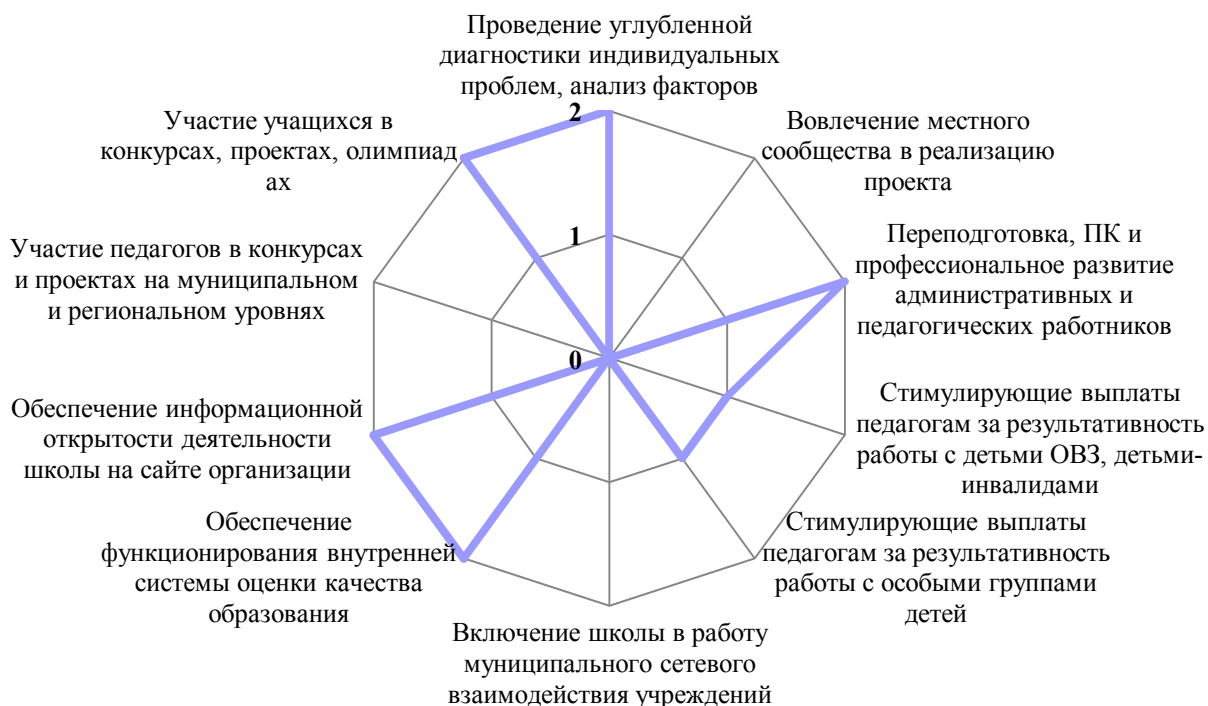 Проведение углубленной
диагностики индивидуальных
проблем, анализ факторов
Вовлечение местного
сообщества в реализацию
проекта
Переподготовка, ПК и
профессиональное развитие
административных и
педагогических работников
Стимулирующие выплаты
педагогам за результативность
работы с детьми ОВЗ, детьми-
инвалидами
Стимулирующие выплаты
педагогам за результативность
работы с особыми группами
детей
Включение школы в работу
муниципального сетевого
взаимодействия учреждений
Обеспечение
функционирования внутренней
системы оценки качества
образования
Обеспечение информационной
открытости деятельности
школы на сайте организации
Участие педагогов в конкурсах
и проектах на муниципальном
и региональном уровнях
Участие учащихся в
конкурсах, проектах, олимпиад
ах
2
1
0